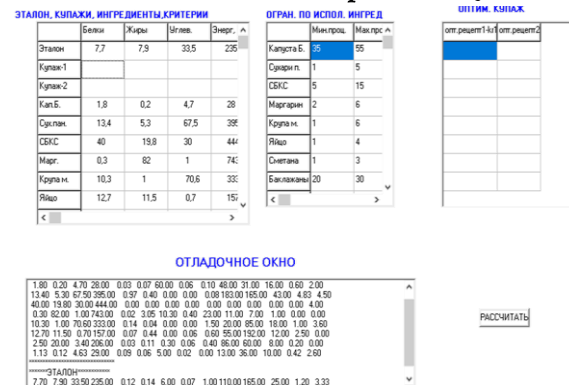 ЭТАЛОН, КУПАЖИ, ИНГРЕДИЕНТЫ,КРИТЕРИИ
Белки Жиры Углев. Энерг,
Эталон 7,7 7,9 33,5 235
Купаж-1
Купаж-2
Кап.Б. 1,8 0,2 4,7 28
Сух.пан. 13,4 5,3 67,5 395
СБКС 40 19,8 30 444
Марг. 0,3 82 1 743
Крупа м. 10,3 1 70,6 333
Яйцо 12,7 11,5 0,7 157
ОГРАН. ПО ИСПОЛ. ИНГРЕД
Мин.проц. Макс.прс
Капуста Б. 35 55
Сухари п. 1 5
СБКС 5 15
Маргарин 2 6
Крупа м. 1 6
Яйцо 1 4
Сметана 1 3
Баклажаны 20 30
ОПТИМ. КУПАЖ
опт.рецепт1-ku1 опт.рецепт2
ОТЛАДОЧНОЕ ОКНО
1.80 0.20 4.70 28.00 0.03 0.07 60.00 0.06 0.10 48.00 31.00 16.00 0.60 2.00
13.40 5.30 67.50 395.00 0.97 0.40 0.00 0.00 0.08 183.00 165.00 43.00 4.83 4.50
40.00 19.80 30.00 444.00 0.00 0.00 0.00 0.00 0.00 0.00 0.00 0.00 0.00 4.00
0.30 82.00 1.00 743.00 0.02 3.05 10.30 0.40 23.00 11.00 7.00 1.00 0.00 0.00
10.30 1.00 70.60 333.00 0.14 0.04 0.00 0.00 1.50 20.00 85.00 18.00 1.00 3.60
12.70 11.50 0.70 157.00 0.07 0.44 0.00 0.06 0.60 55.00 192.00 12.00 2.50 0.00
2.50 20.00 3.40 206.00 0.03 0.11 0.30 0.06 0.40 86.00 60.00 8.00 0.20 0.00
1.13 0.12 4.63 29.00 0.09 0.06 5.00 0.02 0.00 13.00 36.00 10.00 0.42 2.60
------ЭТАЛОН------------
7.70 7.90 33.50 235.00 0.12 0.14 6.00 0.07 1.00 110.00 165.00 25.00 1.20 3.33
РАССЧИТАТЬ